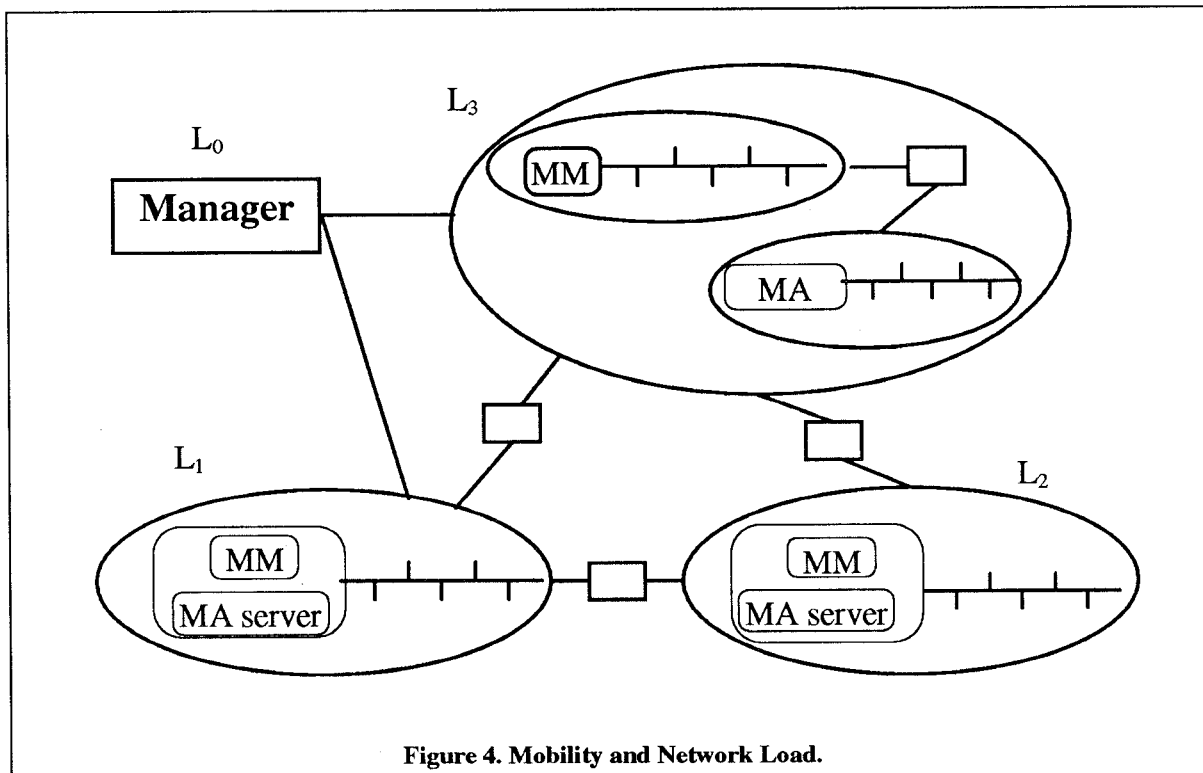 L₃
L₀
MM
Manager
MA
L₁
L₂
MM
MM
MA server
MA server
Figure 4. Mobility and Network Load.